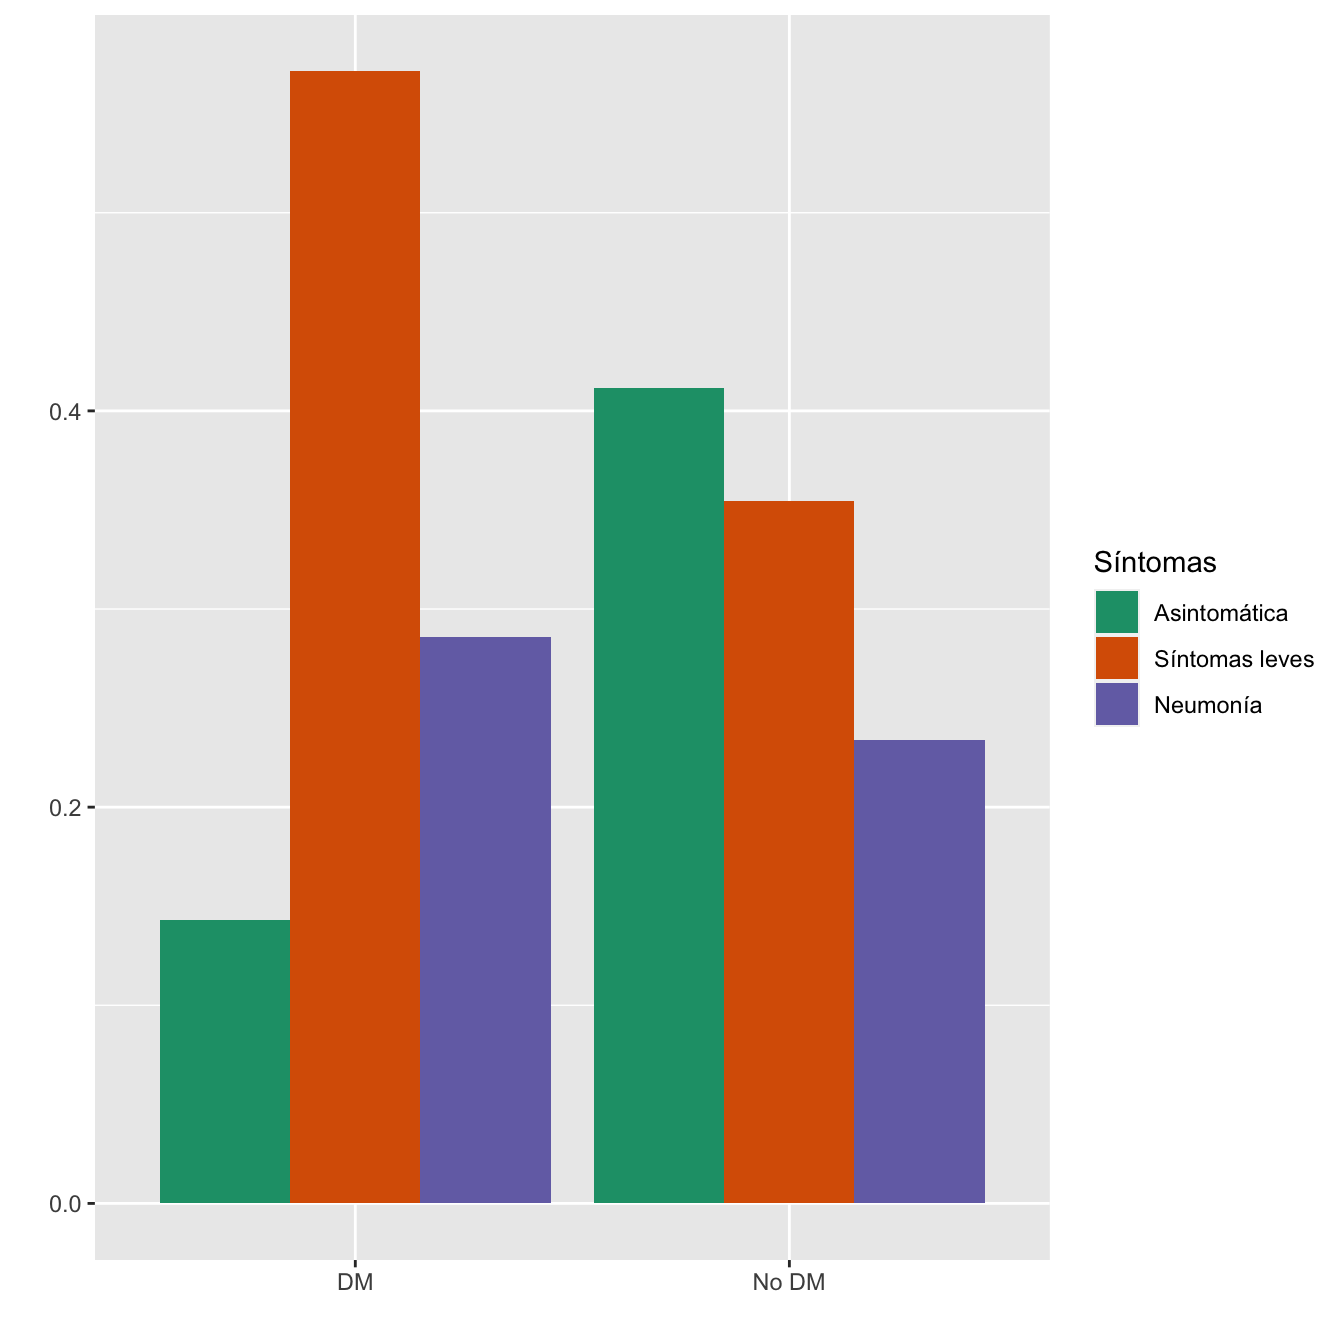 0.4
0.2
0.0
DM
No DM
Síntomas
Asintomática
Síntomas leves
Neumonía